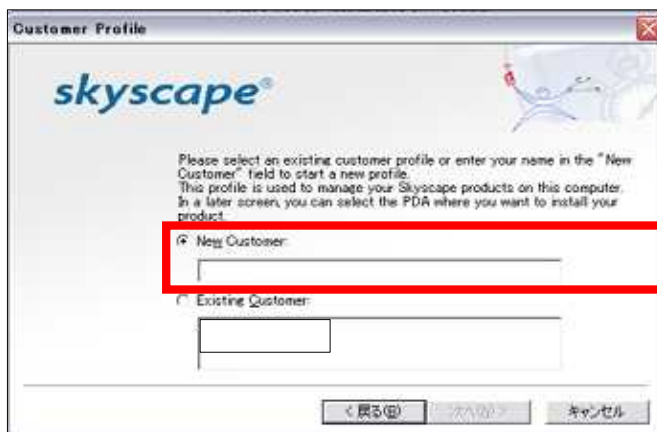 Customer Profile
skyscape®
Please select an existing customer profile or enter your name in the "New
Customer" field to start a new profile.
This profile is used to manage your Skyscape products on this computer.
In a later screen, you can select the PDA where you want to install your
product.
New Customer:
Existing Customer:
< 戻る(B)
次へ(N) >
キャンセル